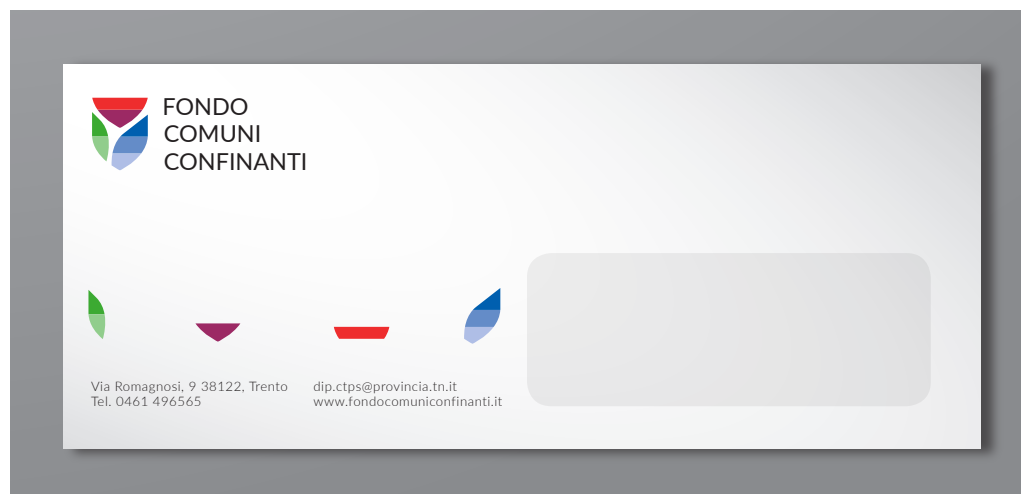 FONDO
COMUNI
CONFINANTI
Via Romagnosi, 9 38122, Trento
Tel. 0461 496565
dip.ctps@provincia.tn.it
www.fondocomuniconfinanti.it